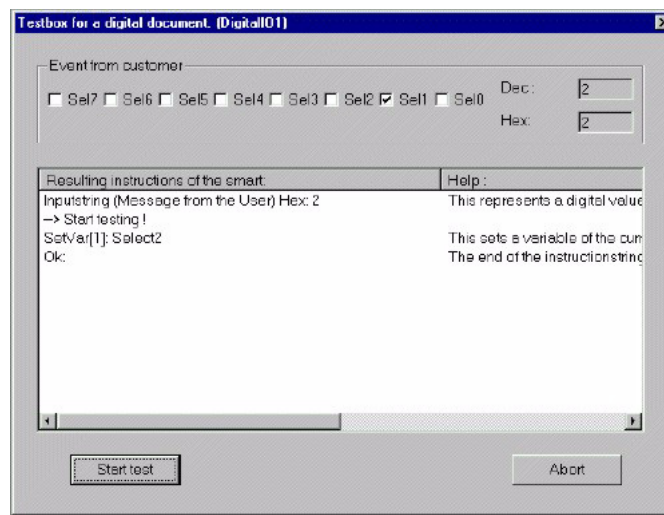 Testbox for a digital document. (DigitalIO1)
Event from customer
Sel7 Sel6 Sel5 Sel4 Sel3 Sel2 Sel1 Sel0
Dec: 2
Hex: 2
Resulting instructions of the smart: Help :
Inputstring (Message from the User) Hex: 2 This represents a digital value
--> Start testing !
SetVar[1]: Select2 This sets a variable of the curr
Ok: The end of the instructionstring
Start test Abort